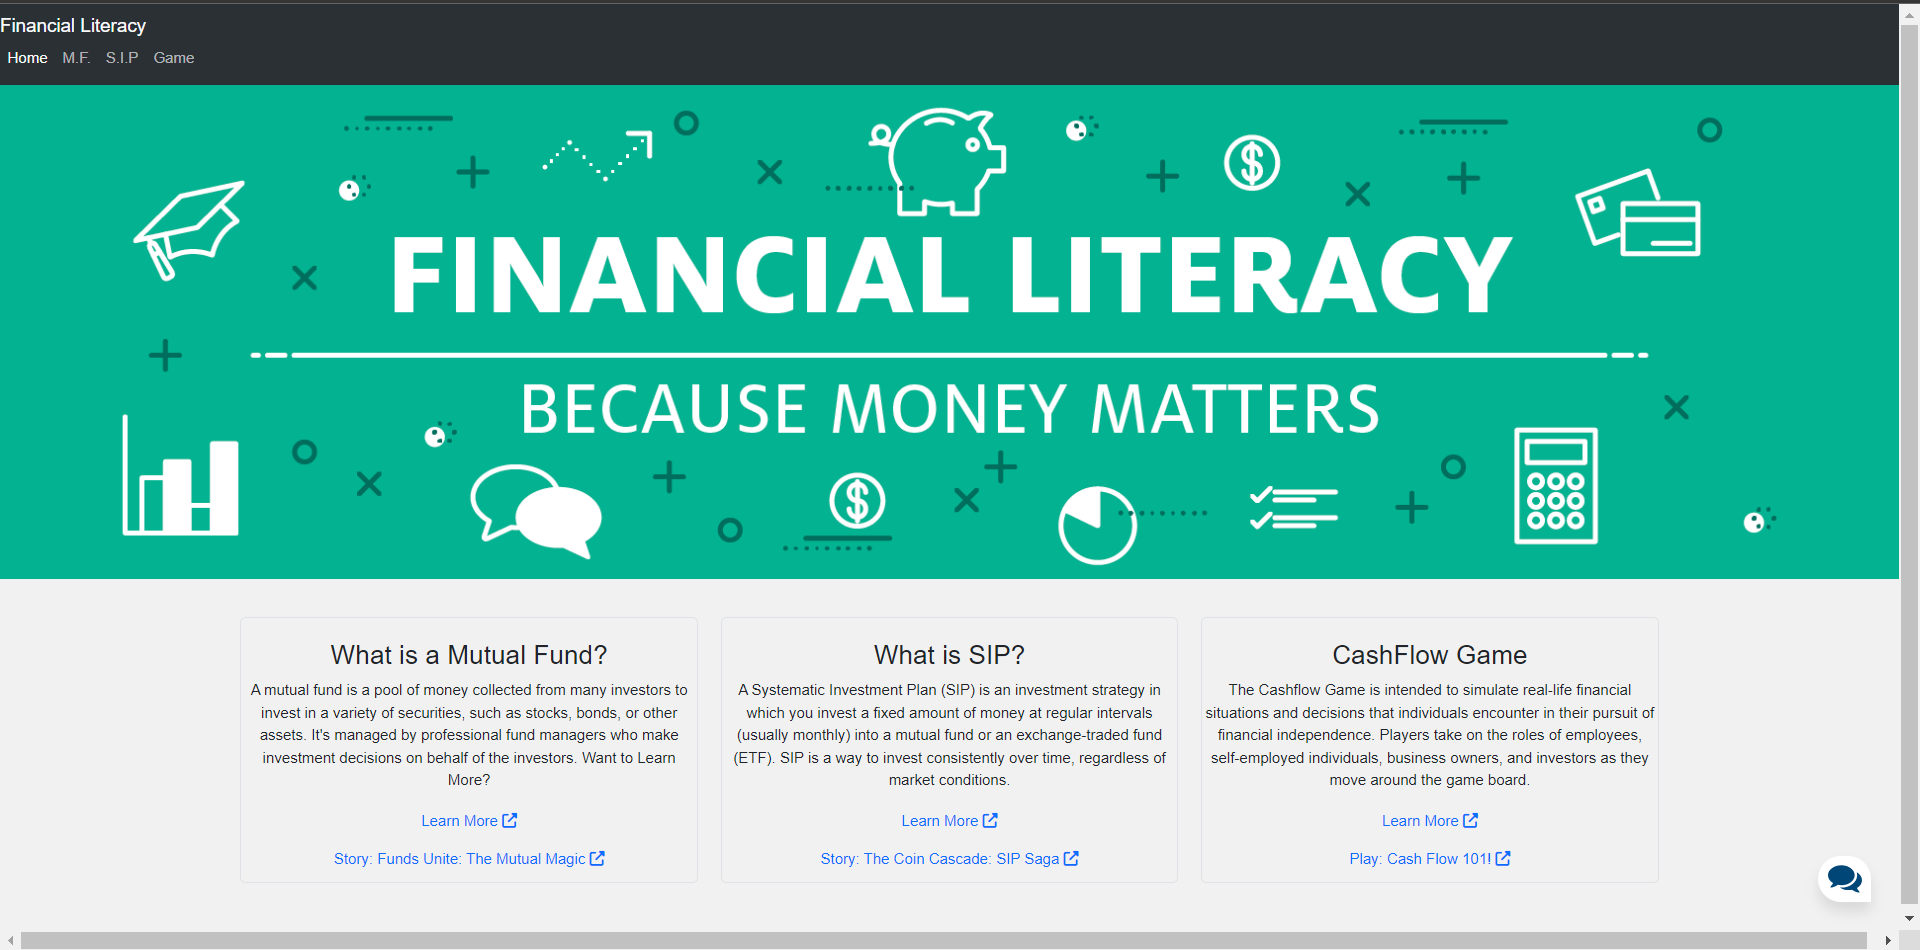 Financial Literacy
Home M.F. S.I.P Game
FINANCIAL LITERACY
BECAUSE MONEY MATTERS
What is a Mutual Fund?
A mutual fund is a pool of money collected from many investors to
invest in a variety of securities, such as stocks, bonds, or other
assets. It's managed by professional fund managers who make
investment decisions on behalf of the investors. Want to Learn
More?
Learn More
Story: Funds Unite: The Mutual Magic
What is SIP?
A Systematic Investment Plan (SIP) is an investment strategy in
which you invest a fixed amount of money at regular intervals
(usually monthly) into a mutual fund or an exchange-traded fund
(ETF). SIP is a way to invest consistently over time, regardless of
market conditions.
Learn More
Story: The Coin Cascade: SIP Saga
CashFlow Game
The Cashflow Game is intended to simulate real-life financial
situations and decisions that individuals encounter in their pursuit of
financial independence. Players take on the roles of employees,
self-employed individuals, business owners, and investors as they
move around the game board.
Learn More
Play: Cash Flow 101!